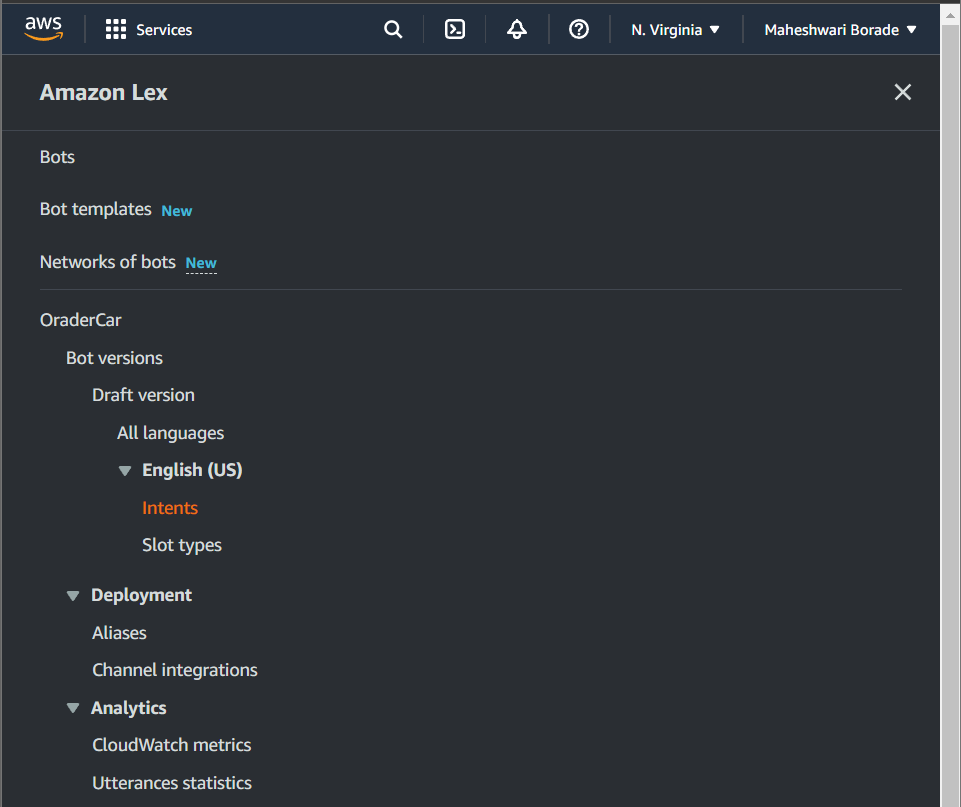 aws Services N. Virginia Maheshwari Borade
Amazon Lex
Bots
Bot templates New
Networks of bots New
OraderCar
Bot versions
Draft version
All languages
English (US)
Intents
Slot types
Deployment
Aliases
Channel integrations
Analytics
CloudWatch metrics
Utterances statistics